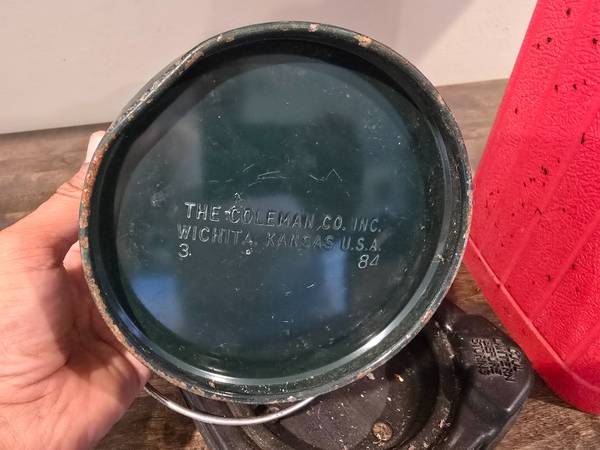 THE COLEMAN CO. INC.
WICHITA, KANSAS U.S.A.
3 84